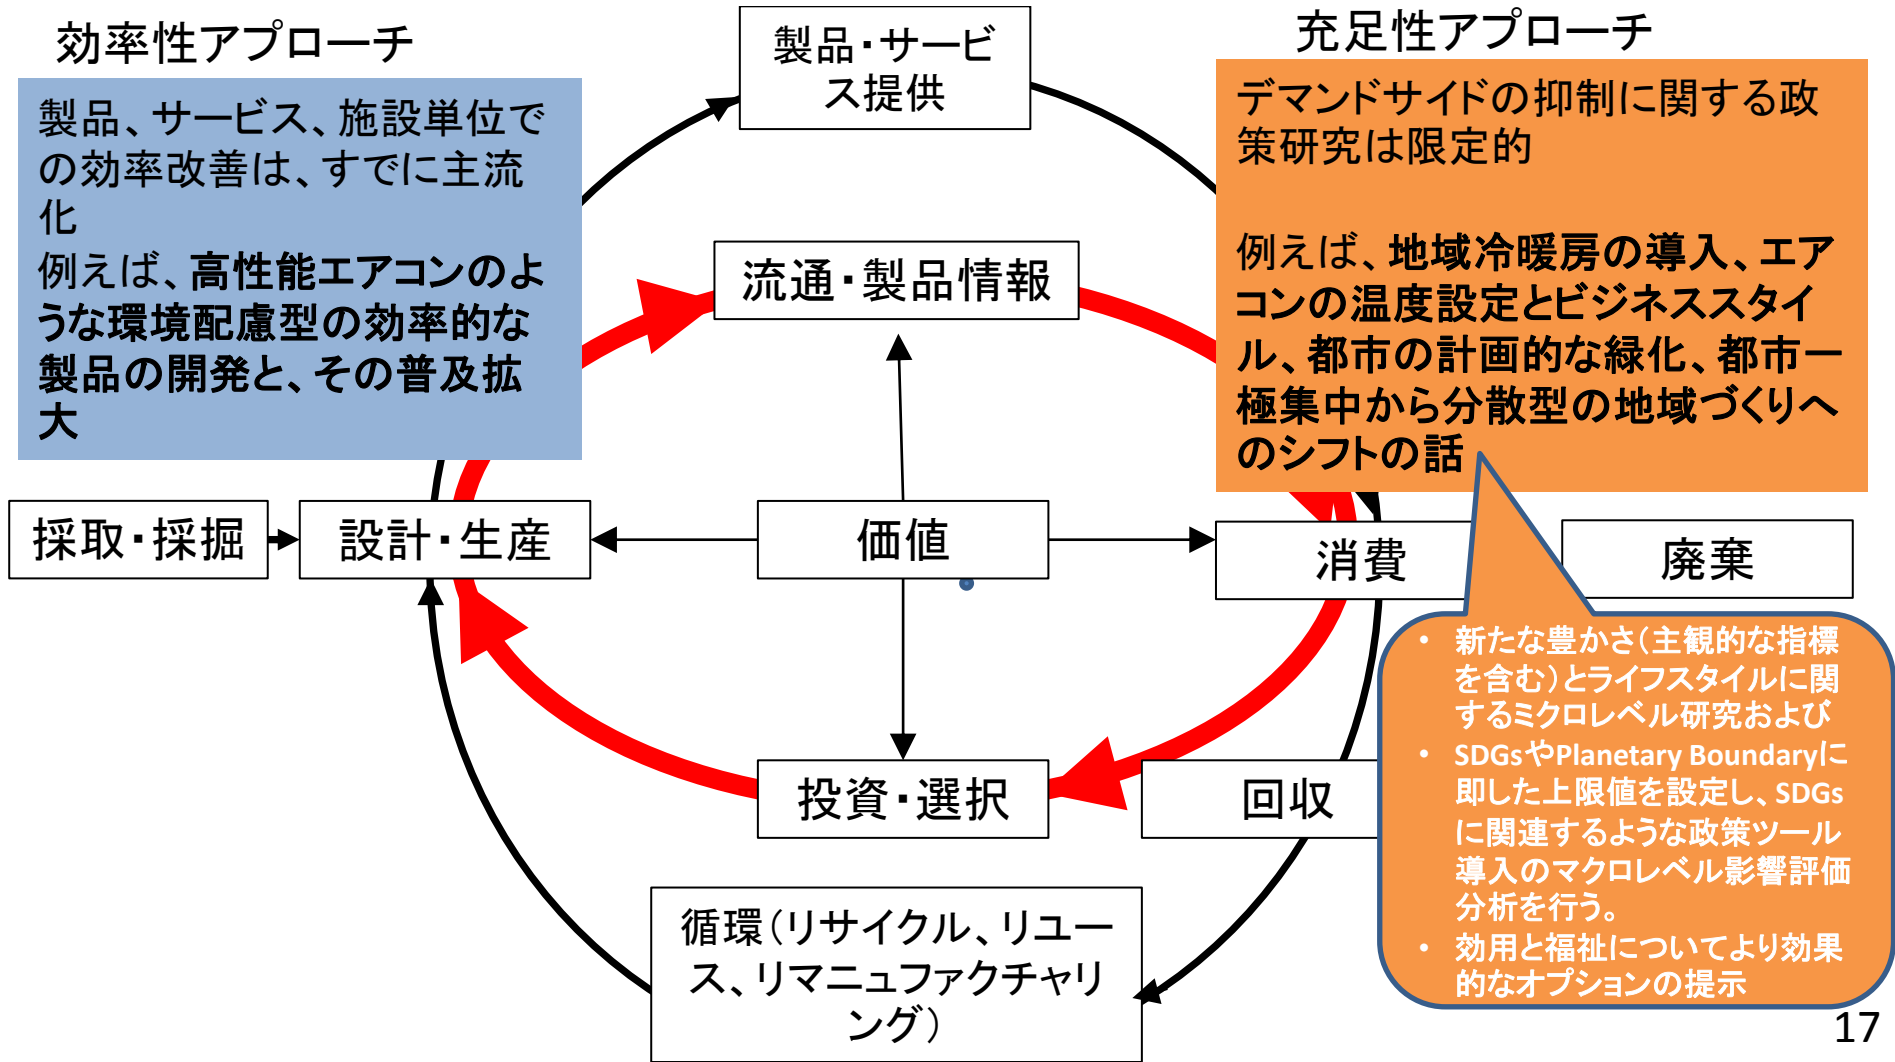 効率性アプローチ
製品、サービス、施設単位で
の効率改善は、すでに主流
化
例えば、高性能エアコンのよ
うな環境配慮型の効率的な
製品の開発と、その普及拡
大
製品・サービ
ス提供
充足性アプローチ
デマンドサイドの抑制に関する政
策研究は限定的
例えば、地域冷暖房の導入、エア
コンの温度設定とビジネススタイ
ル、都市の計画的な緑化、都市一
極集中から分散型の地域づくりへ
のシフトの話
流通・製品情報
採取・採掘
設計・生産
価値
消費
廃棄
投資・選択
回収
循環（リサイクル、リユー
ス、リマニュファクチャリ
ング）
• 新たな豊かさ（主観的な指標
を含む）とライフスタイルに関
するミクロレベル研究および
• SDGsやPlanetary Boundaryに
即した上限値を設定し、SDGs
に関連するような政策ツール
導入のマクロレベル影響評価
分析を行う。
• 効用と福祉についてより効果
的なオプションの提示
17